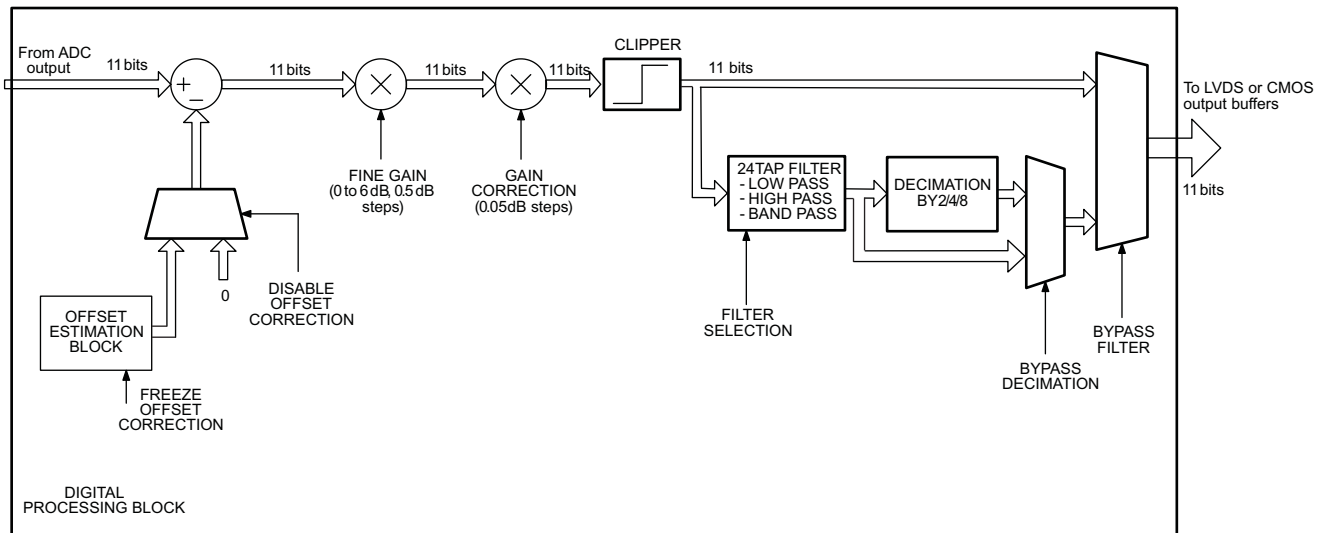 From ADC
output
11 bits
+
−
11 bits
11 bits
11 bits
CLIPPER
11 bits
To LVDS or CMOS
output buffers
11 bits
FINE GAIN
(0 to 6 dB, 0.5 dB
steps)
GAIN
CORRECTION
(0.05dB steps)
24TAP FILTER
- LOW PASS
- HIGH PASS
- BAND PASS
DECIMATION
BY2/4/8
0
DISABLE
OFFSET
CORRECTION
OFFSET
ESTIMATION
BLOCK
FREEZE
OFFSET
CORRECTION
FILTER
SELECTION
BYPASS
DECIMATION
BYPASS
FILTER
DIGITAL
PROCESSING BLOCK